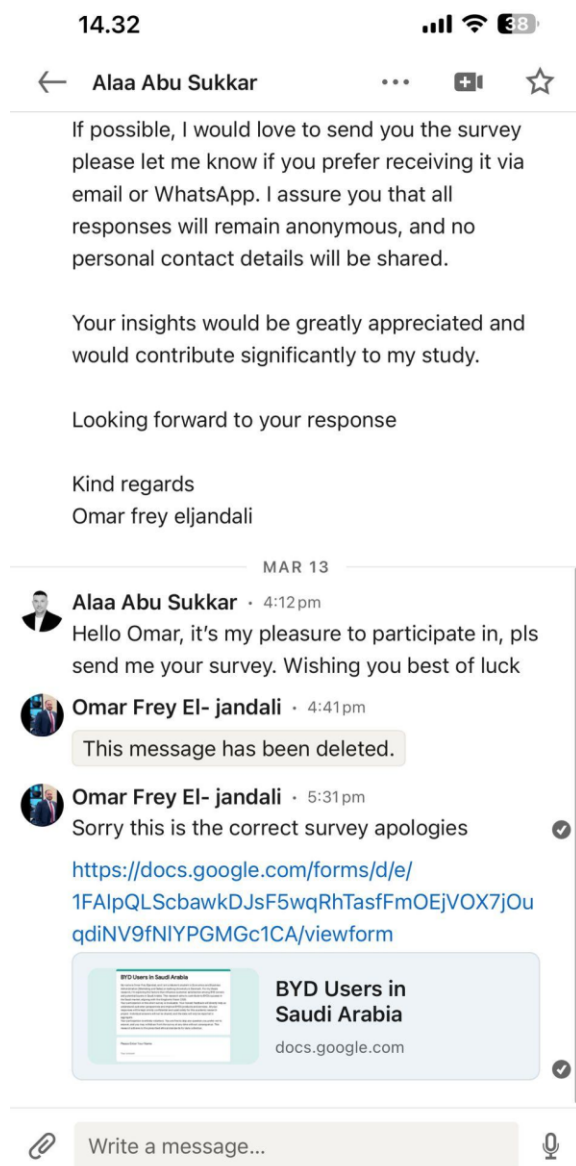 14.32
38
Alaa Abu Sukkar
If possible, I would love to send you the survey
please let me know if you prefer receiving it via
email or WhatsApp. I assure you that all
responses will remain anonymous, and no
personal contact details will be shared.
Your insights would be greatly appreciated and
would contribute significantly to my study.
Looking forward to your response
Kind regards
Omar frey eljandali
MAR 13
Alaa Abu Sukkar • 4:12 pm
Hello Omar, it's my pleasure to participate in, pls
send me your survey. Wishing you best of luck
Omar Frey El- jandali • 4:41 pm
This message has been deleted.
Omar Frey El- jandali • 5:31 pm
Sorry this is the correct survey apologies
https://docs.google.com/forms/d/e/
1FAIpQLScbawkDJsF5wqRhTasfFmOEjVOX7jOu
qdiNV9fNIYPGMGc1CA/viewform
BYD Users in Saudi Arabia
BYD Users in
Saudi Arabia
docs.google.com
Write a message...